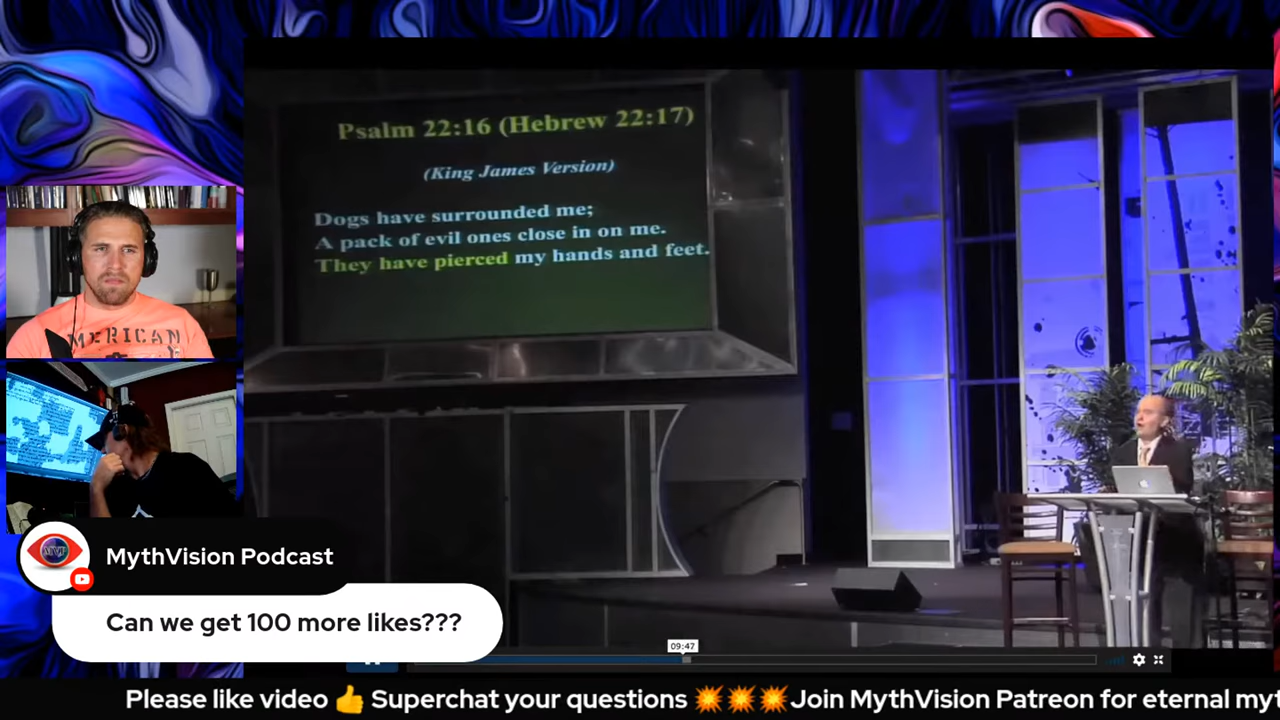 Psalm 22:16 (Hebrew 22:17)
(King James Version)
Dogs have surrounded me;
A pack of evil ones close in on me.
They have pierced my hands and feet.
MERICAN
MVP
MythVision Podcast
Can we get 100 more likes???
09:47
Please like video 👍 Superchat your questions 💥💥💥Join MythVision Patreon for eternal my